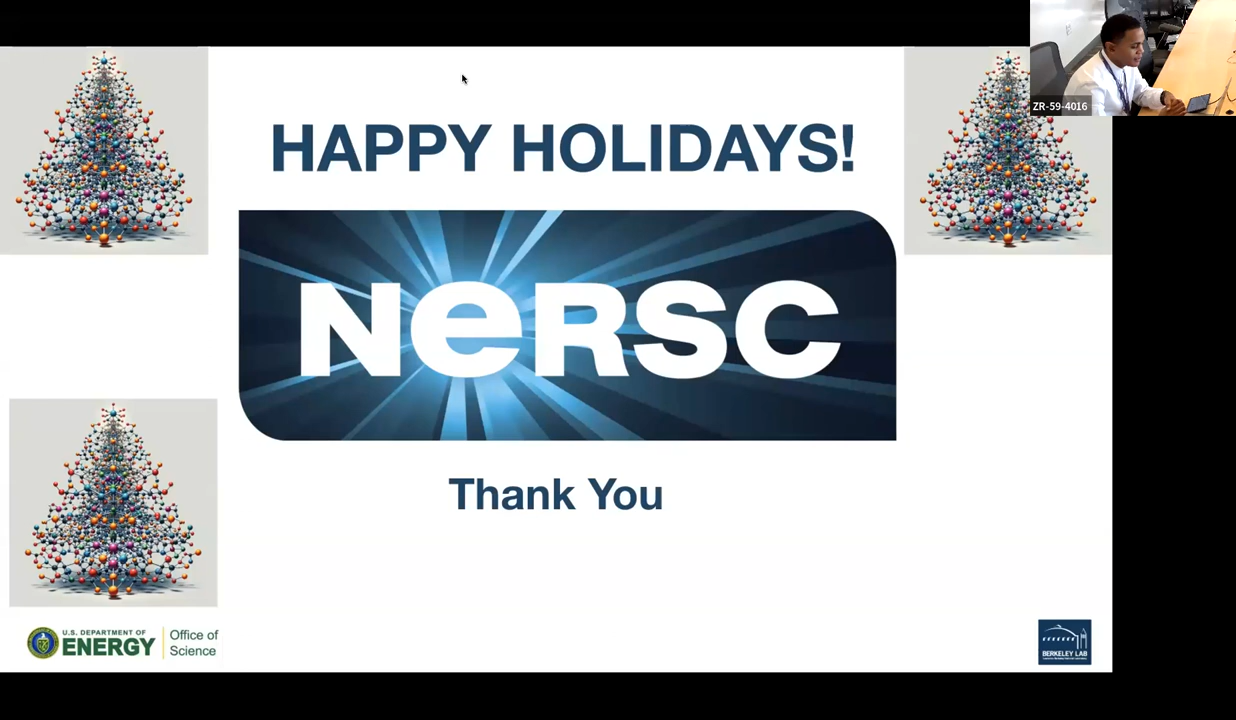 ZR-59-4016
HAPPY HOLIDAYS!
NeRSC
Thank You
U.S. DEPARTMENT OF
ENERGY
Office of
Science
BERKELEY LAB